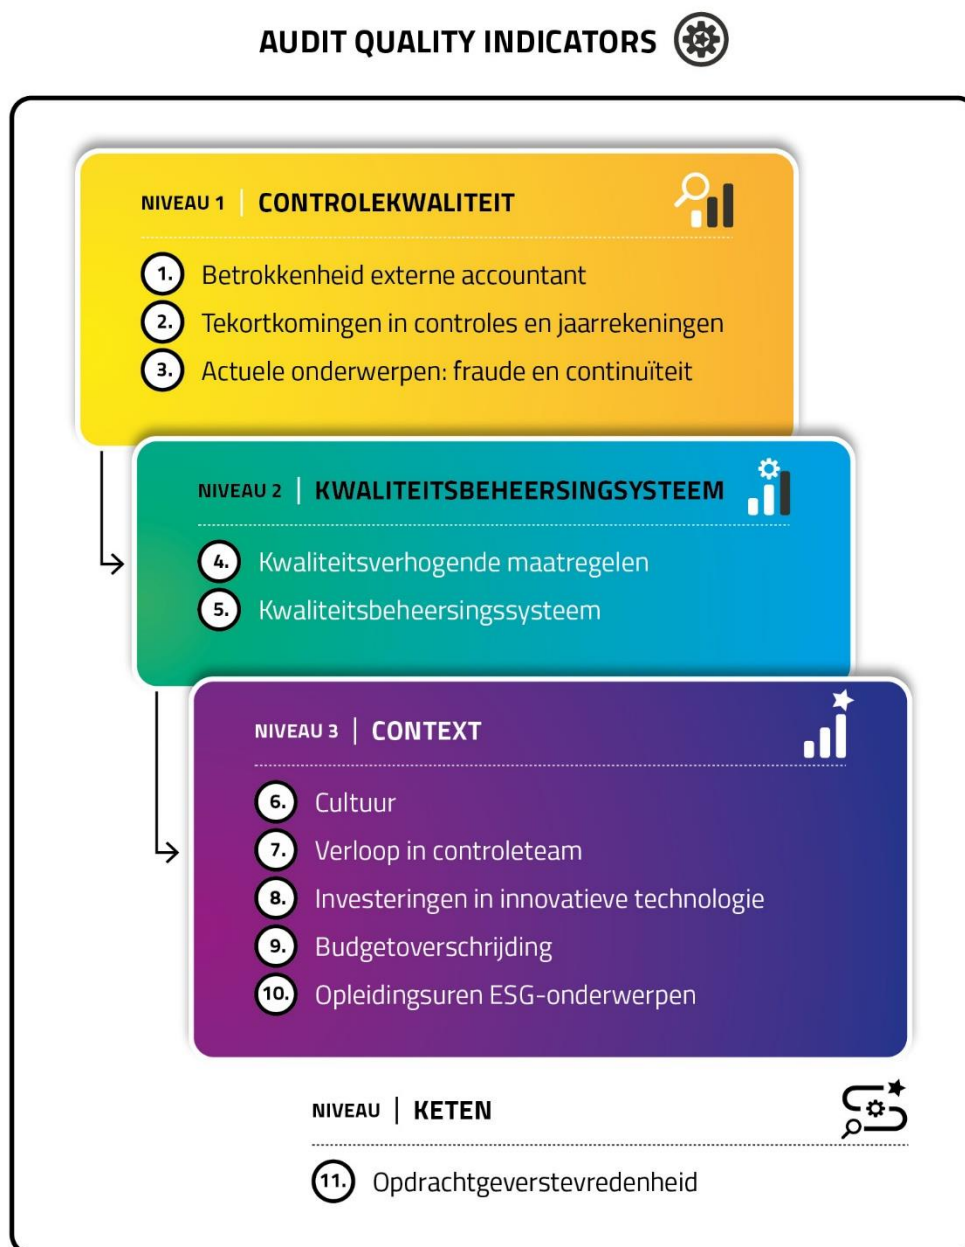 AUDIT QUALITY INDICATORS
NIVEAU 1 | CONTROLEKWALITEIT
1. Betrokkenheid externe accountant
2. Tekortkomingen in controles en jaarrekeningen
3. Actuele onderwerpen: fraude en continuïteit
NIVEAU 2 | KWALITEITSBEHEERSINGSYSTEEM
4. Kwaliteitsverhogende maatregelen
5. Kwaliteitsbeheersingssysteem
NIVEAU 3 | CONTEXT
6. Cultuur
7. Verloop in controleteam
8. Investeringen in innovatieve technologie
9. Budgetoverschrijding
10. Opleidingsuren ESG-onderwerpen
NIVEAU | KETEN
11. Opdrachtgeverstevredenheid